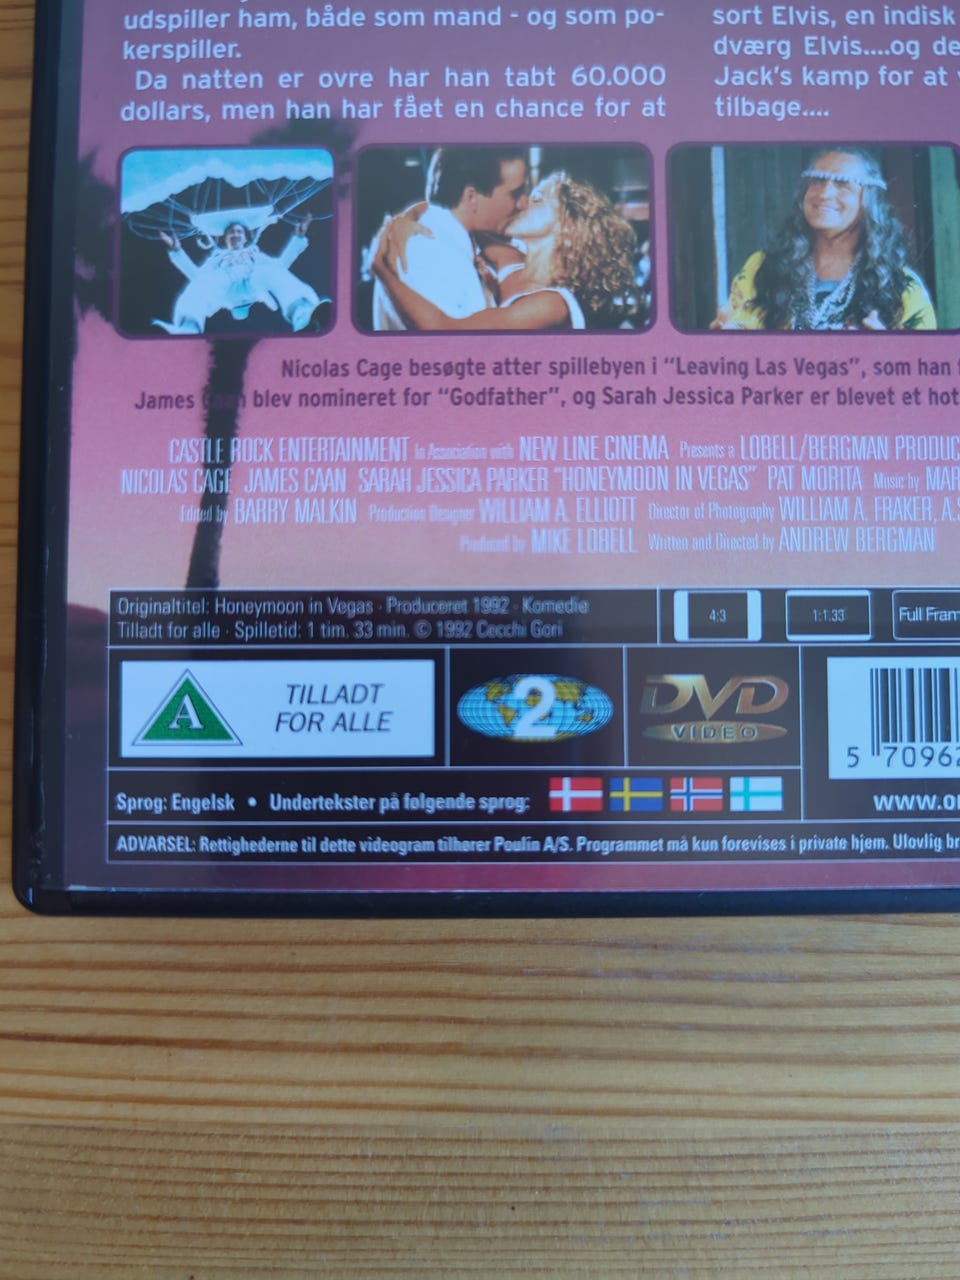 udspiller ham, både som mand - og som po-
kerspiller.
Da natten er ovre har han tabt 60.000
dollars, men han har fået en chance for at
sort Elvis, en indisk
dværg Elvis....og de
Jack's kamp for at
tilbage....
Nicolas Cage besøgte atter spillebyen i "Leaving Las Vegas", som han
James Caan blev nomineret for "Godfather", og Sarah Jessica Parker er blevet et hot
CASTLE ROCK ENTERTAINMENT In Association with NEW LINE CINEMA Presents a LOBELL/BERGMAN PRODUC
NICOLAS CAGE JAMES CAAN SARAH JESSICA PARKER "HONEYMOON IN VEGAS" PAT MORITA Music by MAR
Edited by BARRY MALKIN Production Designer WILLIAM A. ELLIOTT Director of Photography WILLIAM A. FRAKER, A.S
Produced by MIKE LOBELL Written and Directed by ANDREW BERGMAN
Originaltitel: Honeymoon in Vegas · Produceret 1992 · Komedie
Tilladt for alle · Spilletid: 1 tim. 33 min. © 1992 Cecchi Gori
4:3
1:1.33
Full Fram
A
TILLADT
FOR ALLE
2
DVD
VIDEO
5 70962
Sprog: Engelsk • Undertekster på følgende sprog:
www.o
ADVARSEL: Rettighederne til dette videogram tilhører Poulin A/S. Programmet må kun forevises i private hjem. Ulovlig br